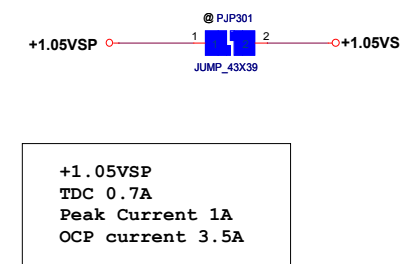 @ PJP301
+1.05VSP 1 1 2 2 +1.05VS
JUMP_43X39
+1.05VSP
TDC 0.7A
Peak Current 1A
OCP current 3.5A